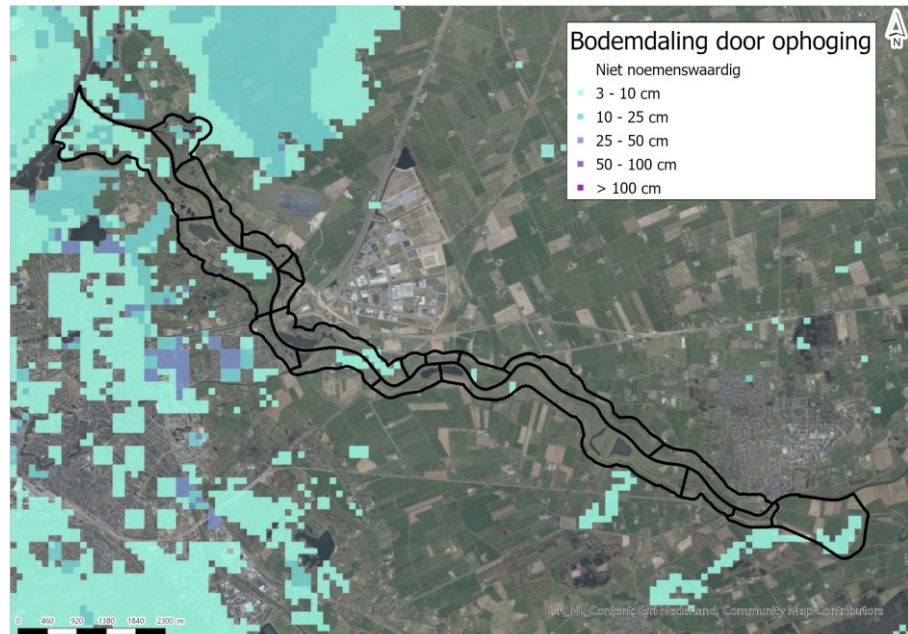 Bodemdaling door ophoging
Niet noemenswaardig
3 - 10 cm
10 - 25 cm
25 - 50 cm
50 - 100 cm
> 100 cm
N
Esri_NL_Content, Esri Nederland, Community Map Contributors
0 460 920 1380 1840 2300 m